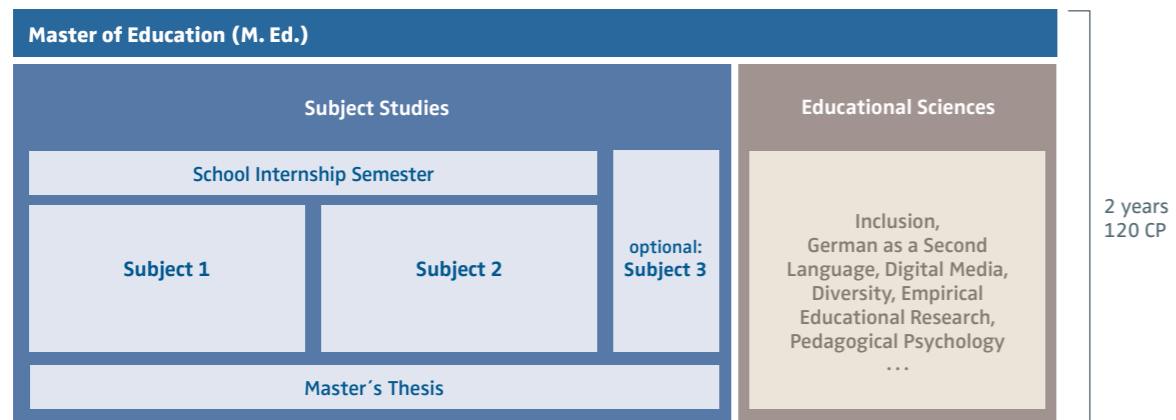 Master of Education (M. Ed.)
Subject Studies
School Internship Semester
Subject 1
Subject 2
optional:
Subject 3
Master´s Thesis
Educational Sciences
Inclusion,
German as a Second
Language, Digital Media,
Diversity, Empirical
Educational Research,
Pedagogical Psychology
...
2 years
120 CP